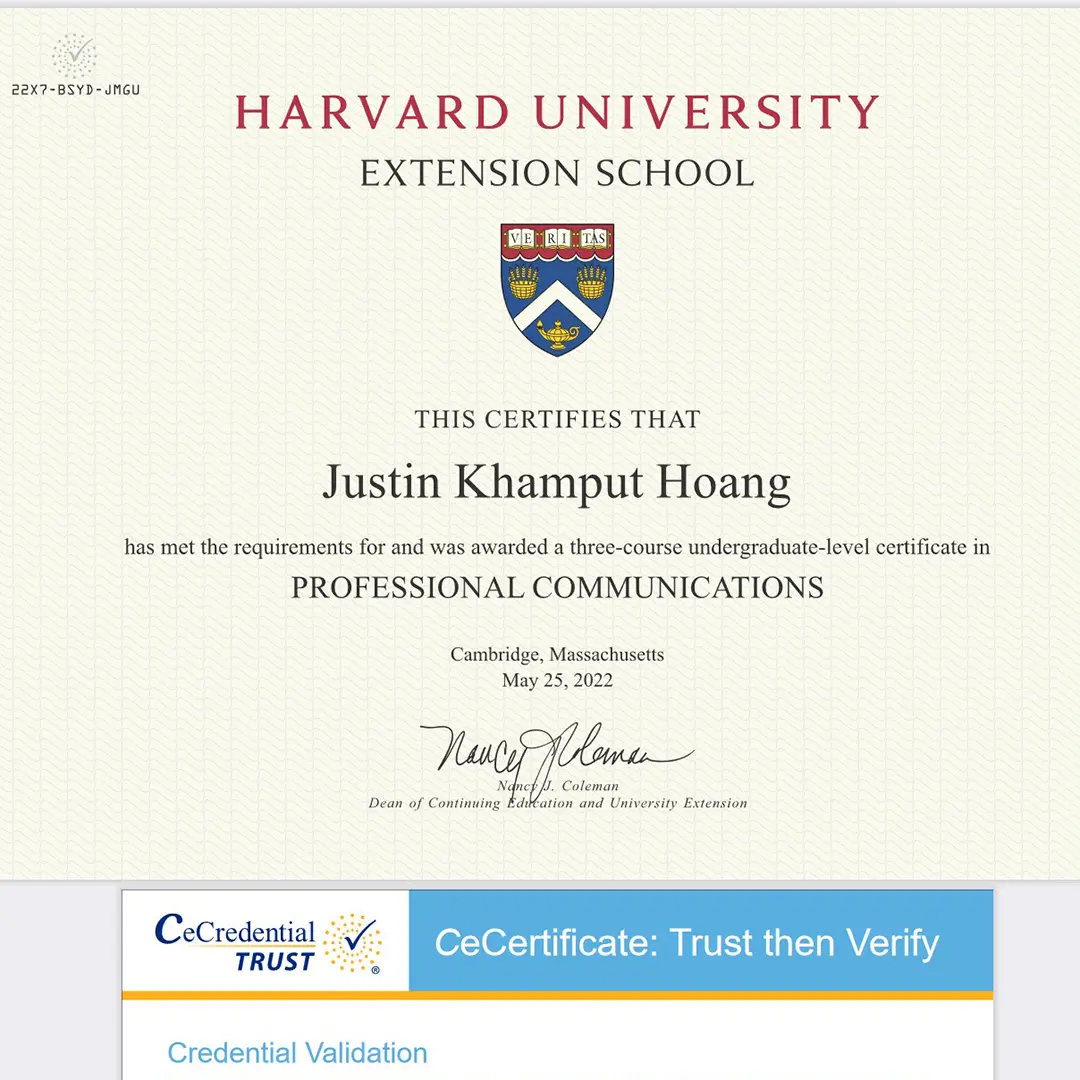 22X7-BSYD-JMGU
HARVARD UNIVERSITY
EXTENSION SCHOOL
VE RI TAS
THIS CERTIFIES THAT
Justin Khamput Hoang
has met the requirements for and was awarded a three-course undergraduate-level certificate in
PROFESSIONAL COMMUNICATIONS
Cambridge, Massachusetts
May 25, 2022
Nancy J Coleman
Nancy J. Coleman
Dean of Continuing Education and University Extension
CeCredential
TRUST
®
CeCertificate: Trust then Verify
Credential Validation